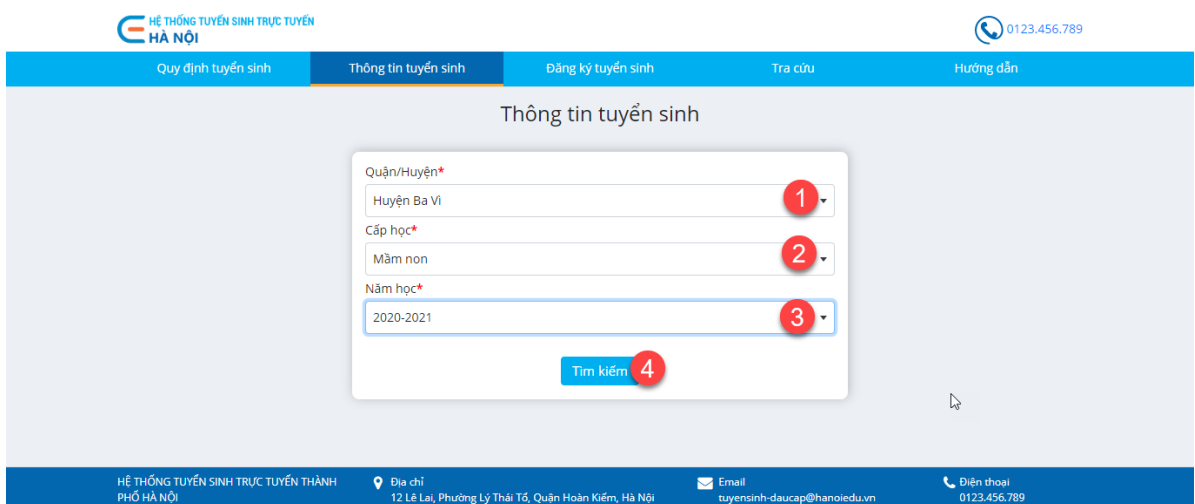 HỆ THỐNG TUYỂN SINH TRỰC TUYẾN
HÀ NỘI
0123.456.789
Quy định tuyển sinh
Thông tin tuyển sinh
Đăng ký tuyển sinh
Tra cứu
Hướng dẫn
Thông tin tuyển sinh
Quận/Huyện*
Huyện Ba Vì
1
Cấp học*
Mầm non
2
Năm học*
2020-2021
3
Tìm kiếm
4
HỆ THỐNG TUYỂN SINH TRỰC TUYẾN THÀNH
PHỐ HÀ NỘI
Địa chỉ
12 Lê Lai, Phường Lý Thái Tổ, Quận Hoàn Kiếm, Hà Nội
Email
tuyensinh-daucap@hanoiedu.vn
Điện thoại
0123.456.789